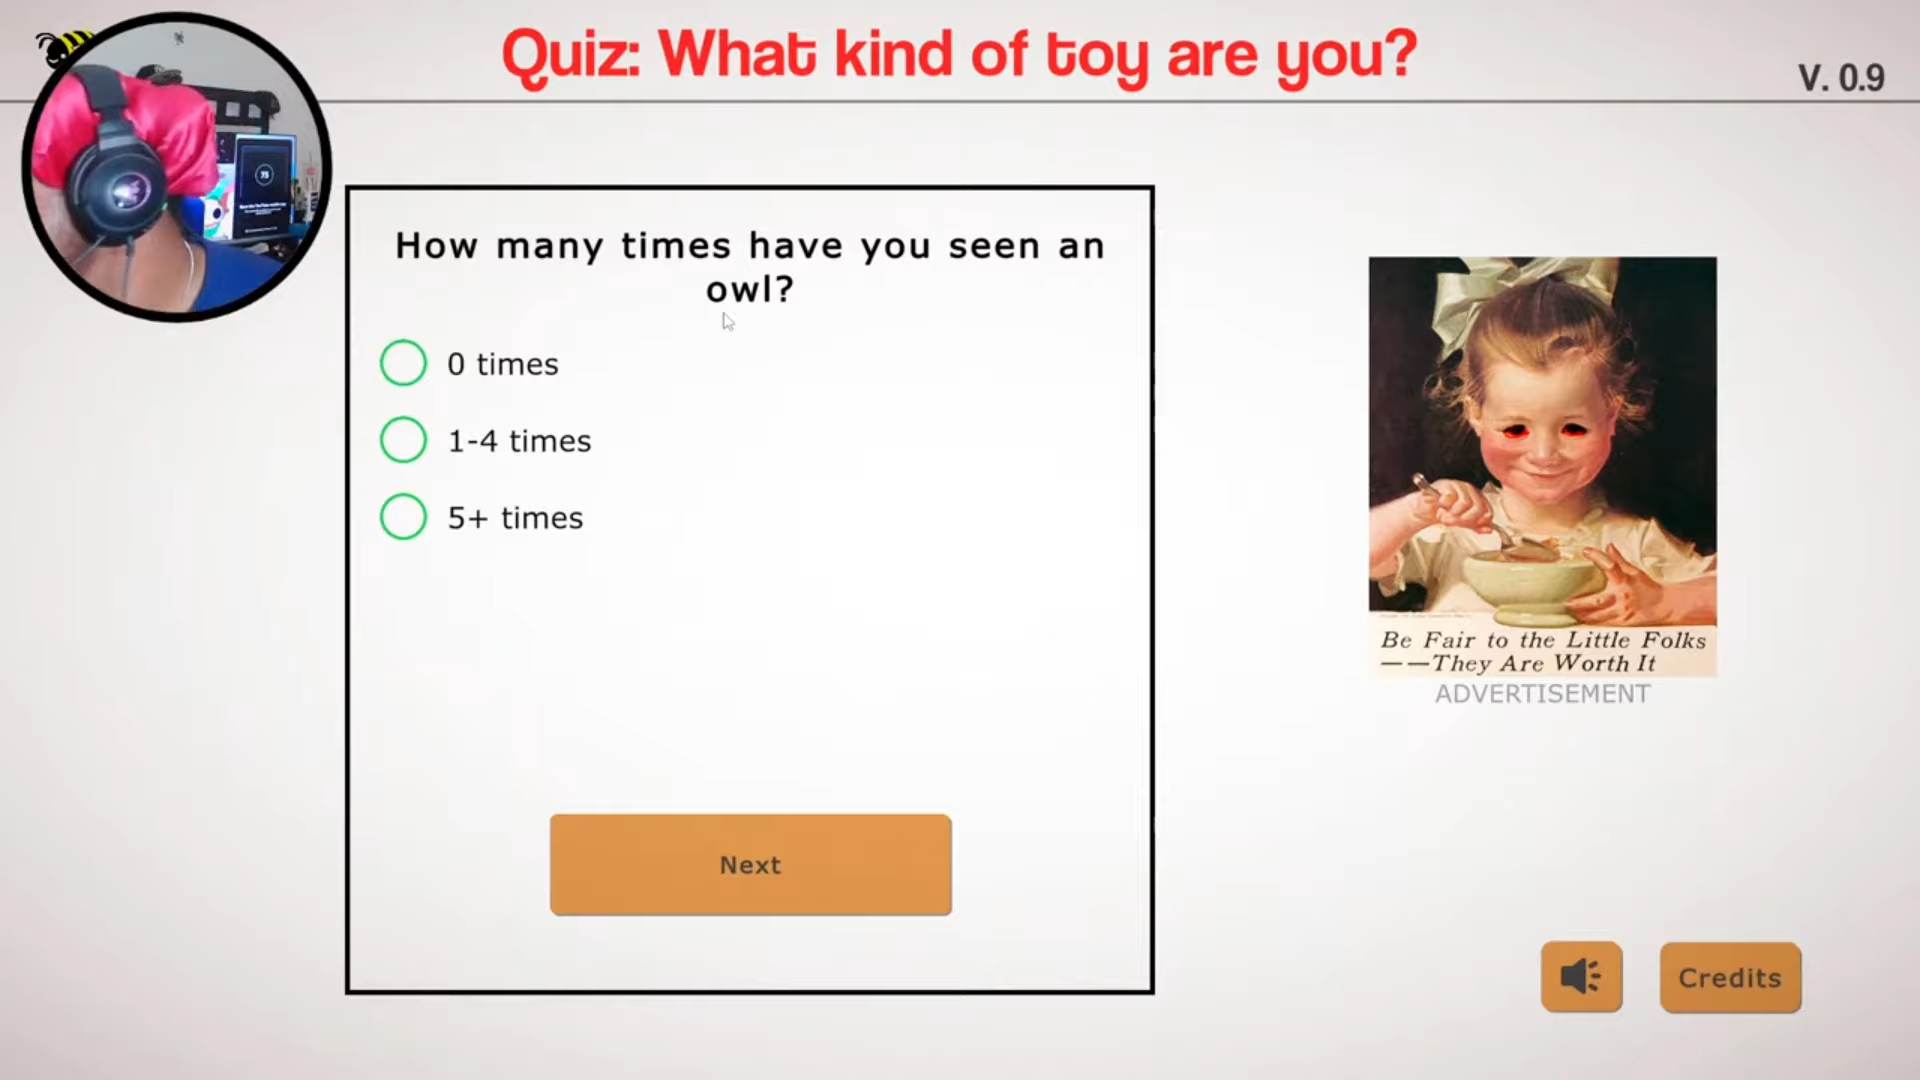 Quiz: What kind of toy are you?
V. 0.9
How many times have you seen an
owl?
0 times
1-4 times
5+ times
Next
Be Fair to the Little Folks
——They Are Worth It
ADVERTISEMENT
Credits
75